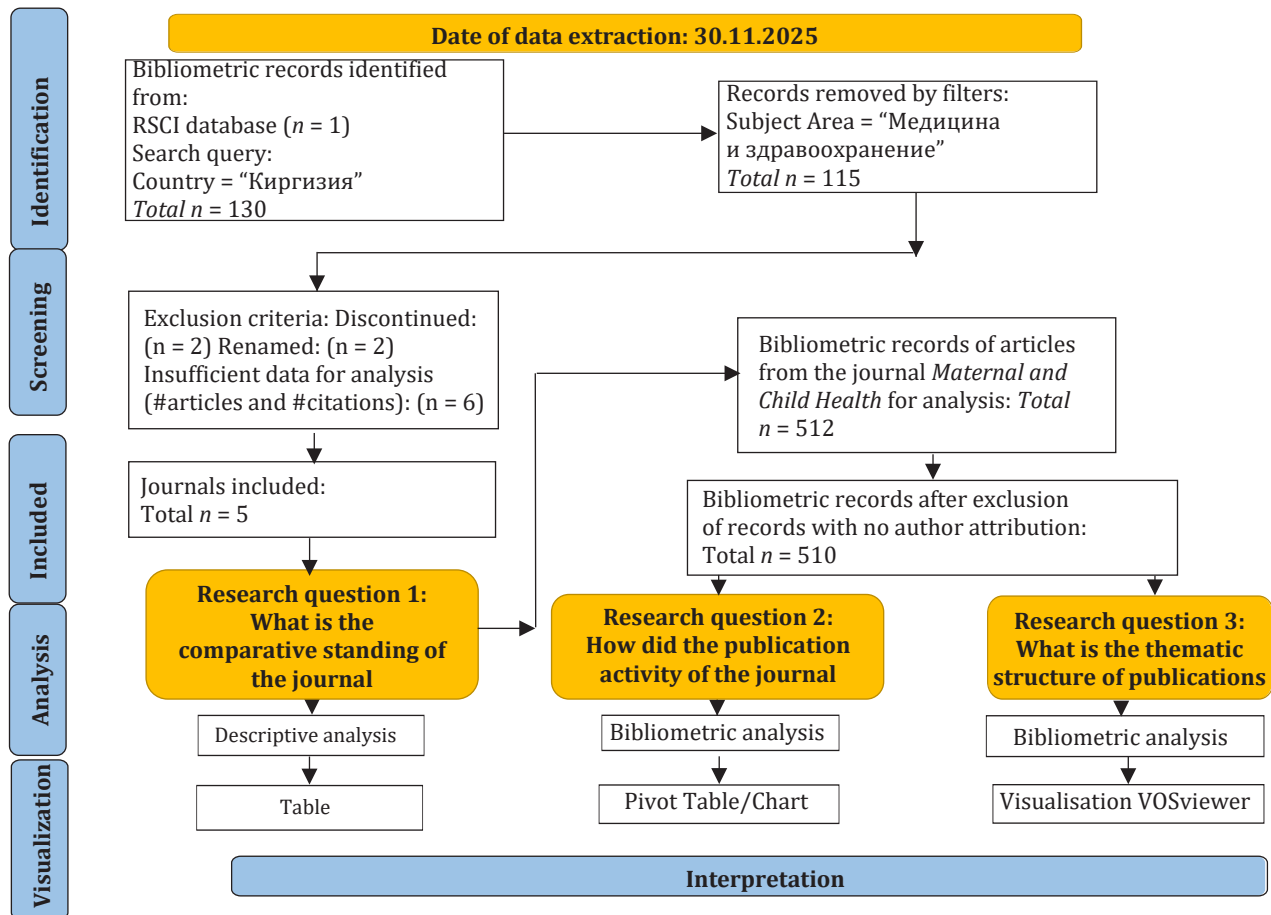 Date of data extraction: 30.11.2025
Identification
Bibliometric records identified
from:
RSCI database (n = 1)
Search query:
Country = “Киргизия”
Total n = 130
Records removed by filters:
Subject Area = “Медицина
и здравоохранение”
Total n = 115
Screening
Exclusion criteria: Discontinued:
(n = 2) Renamed: (n = 2)
Insufficient data for analysis
(#articles and #citations): (n = 6)
Bibliometric records of articles
from the journal Maternal and
Child Health for analysis: Total
n = 512
Included
Journals included:
Total n = 5
Bibliometric records after exclusion
of records with no author attribution:
Total n = 510
Analysis
Research question 1:
What is the
comparative standing of
the journal
Research question 2:
How did the publication
activity of the journal
Research question 3:
What is the thematic
structure of publications
Descriptive analysis
Bibliometric analysis
Bibliometric analysis
Visualization
Table
Pivot Table/Chart
Visualisation VOSviewer
Interpretation